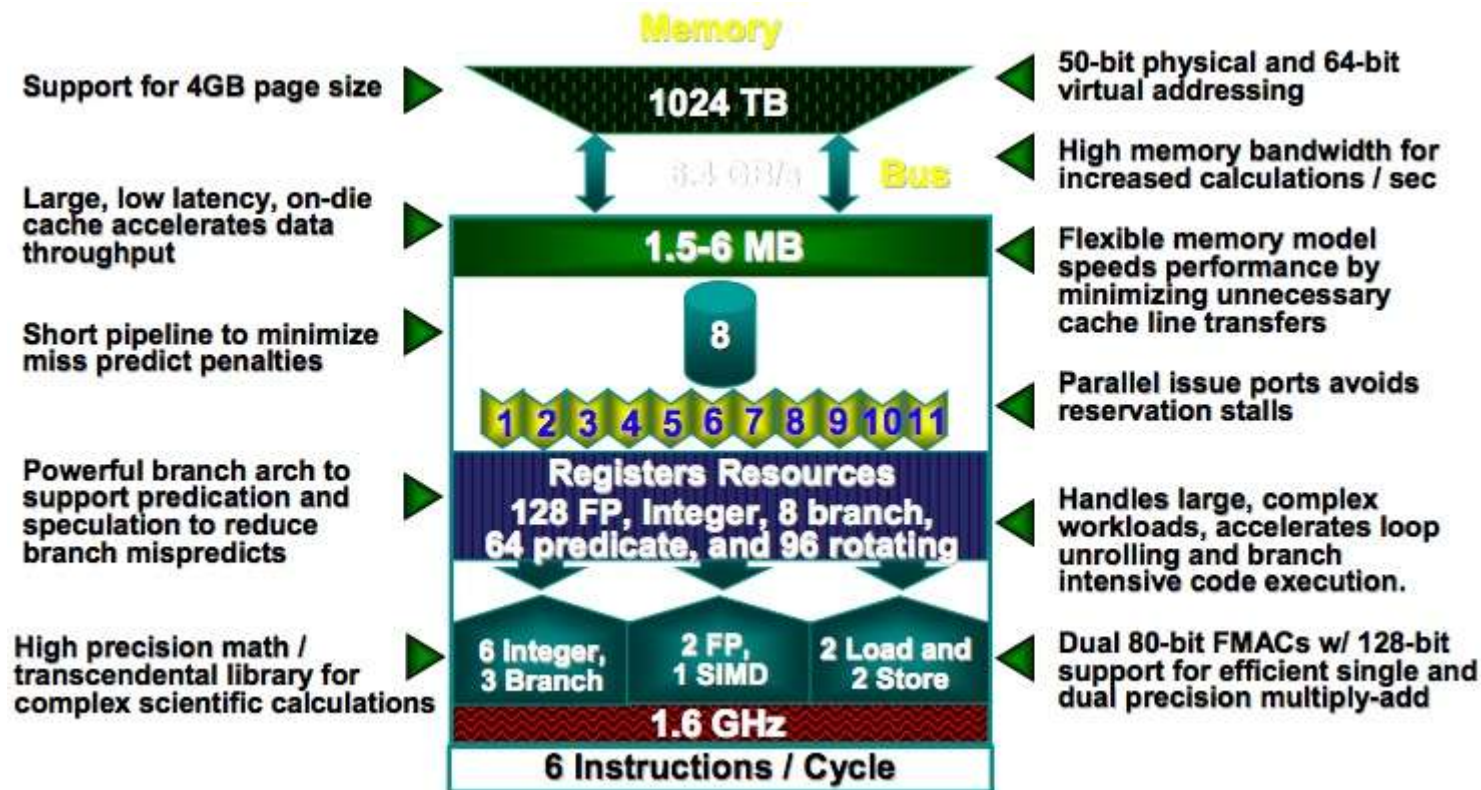 Memory
Support for 4GB page size
1024 TB
50-bit physical and 64-bit
virtual addressing
6.4 GB/s
Bus
High memory bandwidth for
increased calculations / sec
Large, low latency, on-die
cache accelerates data
throughput
1.5-6 MB
Flexible memory model
speeds performance by
minimizing unnecessary
cache line transfers
Short pipeline to minimize
miss predict penalties
8
Parallel issue ports avoids
reservation stalls
1 2 3 4 5 6 7 8 9 10 11
Powerful branch arch to
support predication and
speculation to reduce
branch mispredicts
Registers Resources
128 FP, Integer, 8 branch,
64 predicate, and 96 rotating
Handles large, complex
workloads, accelerates loop
unrolling and branch
intensive code execution.
High precision math /
transcendental library for
complex scientific calculations
6 Integer,
3 Branch
2 FP,
1 SIMD
2 Load and
2 Store
Dual 80-bit FMACs w/ 128-bit
support for efficient single and
dual precision multiply-add
1.6 GHz
6 Instructions / Cycle